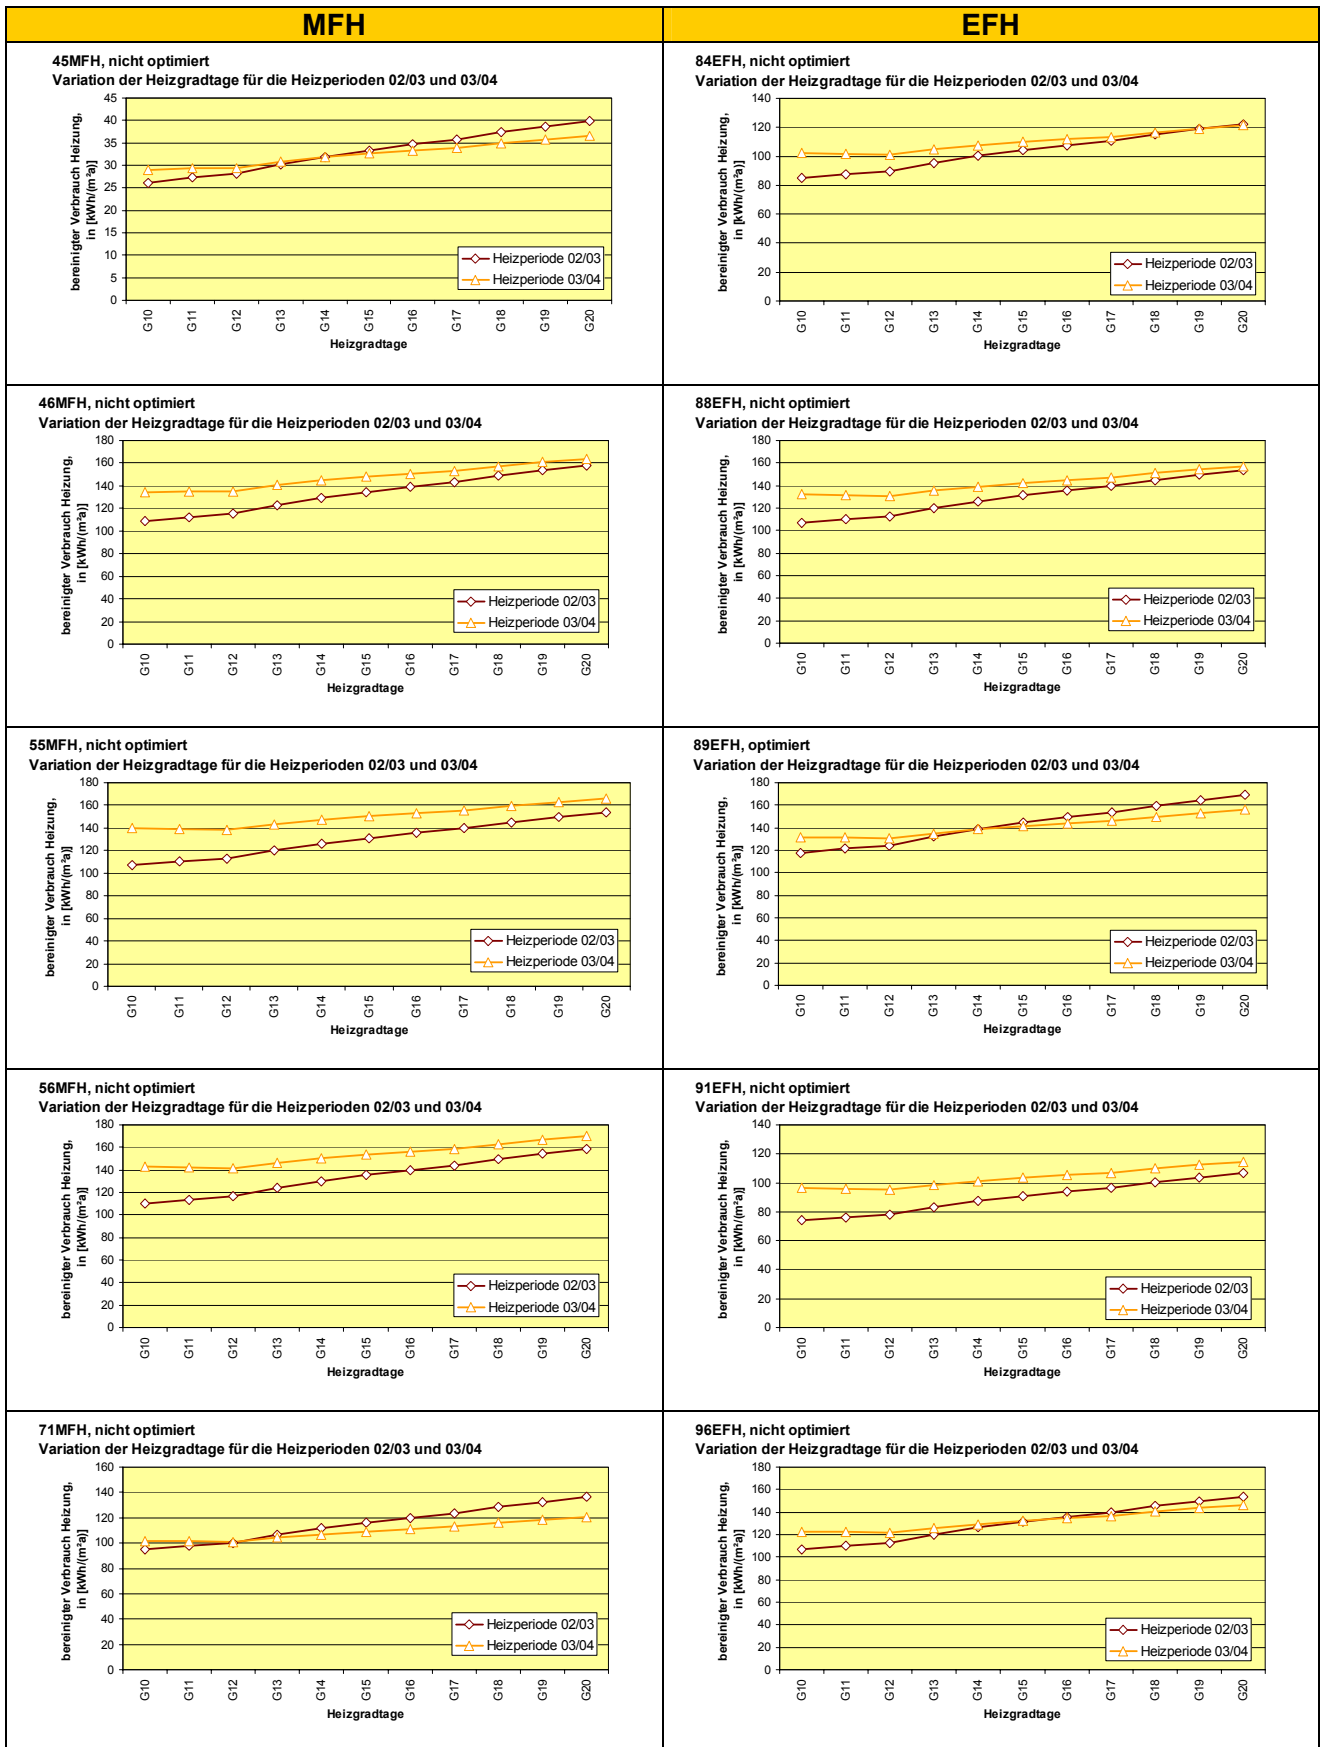 MFH
EFH
45MFH, nicht optimiert
Variation der Heizgradtage für die Heizperioden 02/03 und 03/04
bereinigter Verbrauch Heizung,
in [kWh/(m²a)]
45
40
35
30
25
20
15
10
5
0
Heizperiode 02/03
Heizperiode 03/04
G10 G11 G12 G13 G14 G15 G16 G17 G18 G19 G20
Heizgradtage
84EFH, nicht optimiert
Variation der Heizgradtage für die Heizperioden 02/03 und 03/04
bereinigter Verbrauch Heizung,
in [kWh/(m²a)]
140
120
100
80
60
40
20
0
Heizperiode 02/03
Heizperiode 03/04
G10 G11 G12 G13 G14 G15 G16 G17 G18 G19 G20
Heizgradtage
46MFH, nicht optimiert
Variation der Heizgradtage für die Heizperioden 02/03 und 03/04
bereinigter Verbrauch Heizung,
in [kWh/(m²a)]
180
160
140
120
100
80
60
40
20
0
Heizperiode 02/03
Heizperiode 03/04
G10 G11 G12 G13 G14 G15 G16 G17 G18 G19 G20
Heizgradtage
88EFH, nicht optimiert
Variation der Heizgradtage für die Heizperioden 02/03 und 03/04
bereinigter Verbrauch Heizung,
in [kWh/(m²a)]
180
160
140
120
100
80
60
40
20
0
Heizperiode 02/03
Heizperiode 03/04
G10 G11 G12 G13 G14 G15 G16 G17 G18 G19 G20
Heizgradtage
55MFH, nicht optimiert
Variation der Heizgradtage für die Heizperioden 02/03 und 03/04
bereinigter Verbrauch Heizung,
in [kWh/(m²a)]
180
160
140
120
100
80
60
40
20
0
Heizperiode 02/03
Heizperiode 03/04
G10 G11 G12 G13 G14 G15 G16 G17 G18 G19 G20
Heizgradtage
89EFH, optimiert
Variation der Heizgradtage für die Heizperioden 02/03 und 03/04
bereinigter Verbrauch Heizung,
in [kWh/(m²a)]
180
160
140
120
100
80
60
40
20
0
Heizperiode 02/03
Heizperiode 03/04
G10 G11 G12 G13 G14 G15 G16 G17 G18 G19 G20
Heizgradtage
56MFH, nicht optimiert
Variation der Heizgradtage für die Heizperioden 02/03 und 03/04
bereinigter Verbrauch Heizung,
in [kWh/(m²a)]
180
160
140
120
100
80
60
40
20
0
Heizperiode 02/03
Heizperiode 03/04
G10 G11 G12 G13 G14 G15 G16 G17 G18 G19 G20
Heizgradtage
91EFH, nicht optimiert
Variation der Heizgradtage für die Heizperioden 02/03 und 03/04
bereinigter Verbrauch Heizung,
in [kWh/(m²a)]
140
120
100
80
60
40
20
0
Heizperiode 02/03
Heizperiode 03/04
G10 G11 G12 G13 G14 G15 G16 G17 G18 G19 G20
Heizgradtage
71MFH, nicht optimiert
Variation der Heizgradtage für die Heizperioden 02/03 und 03/04
bereinigter Verbrauch Heizung,
in [kWh/(m²a)]
160
140
120
100
80
60
40
20
0
Heizperiode 02/03
Heizperiode 03/04
G10 G11 G12 G13 G14 G15 G16 G17 G18 G19 G20
Heizgradtage
96EFH, nicht optimiert
Variation der Heizgradtage für die Heizperioden 02/03 und 03/04
bereinigter Verbrauch Heizung,
in [kWh/(m²a)]
180
160
140
120
100
80
60
40
20
0
Heizperiode 02/03
Heizperiode 03/04
G10 G11 G12 G13 G14 G15 G16 G17 G18 G19 G20
Heizgradtage